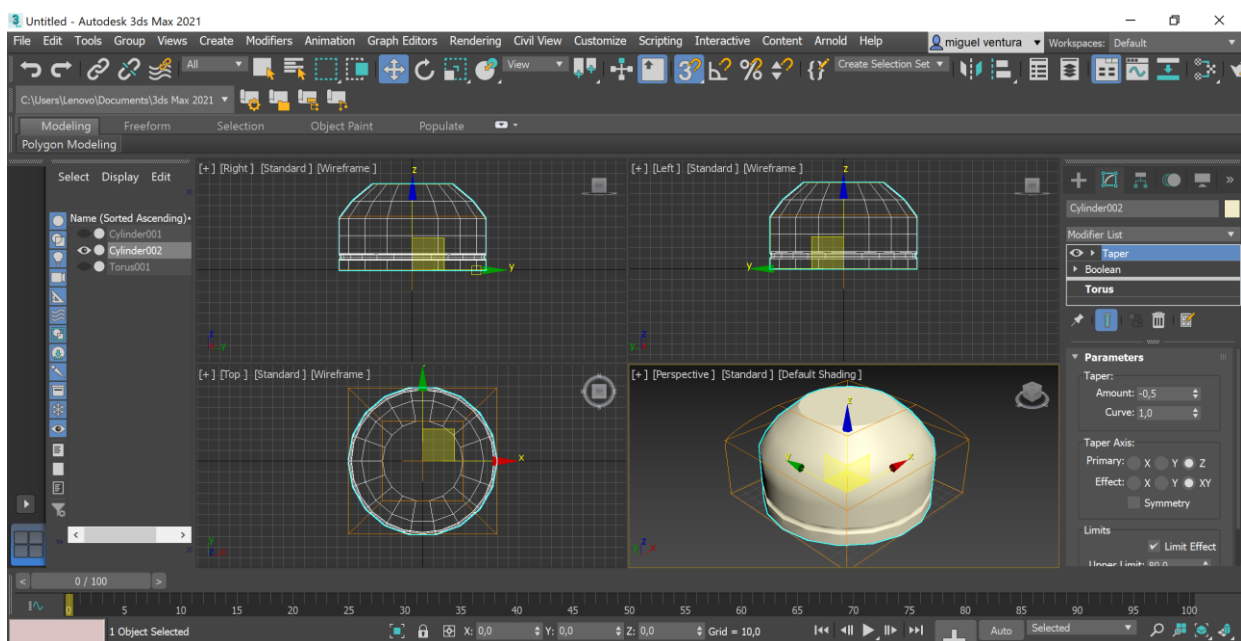 Untitled - Autodesk 3ds Max 2021
File Edit Tools Group Views Create Modifiers Animation Graph Editors Rendering Civil View Customize Scripting Interactive Content Arnold Help miguel ventura Workspaces: Default
All View Create Selection Set
C:\Users\Lenovo\Documents\3ds Max 2021
Modeling Freeform Selection Object Paint Populate
Polygon Modeling
Select Display Edit
Name (Sorted Ascending)
Cylinder001
Cylinder002
Torus001
[+] [Right] [Standard] [Wireframe]
z
y
z
y
[+] [Left] [Standard] [Wireframe]
z
y
z
y
[+] [Top] [Standard] [Wireframe]
x
y
[+] [Perspective] [Standard] [Default Shading]
z
y
x
z
x
Cylinder002
Modifier List
Taper
Boolean
Torus
Parameters
Taper:
Amount: -0,5
Curve: 1,0
Taper Axis:
Primary: X Y Z
Effect: X Y XY
Symmetry
Limits
Limit Effect
Upper Limit: 80,0
0 / 100
0 5 10 15 20 25 30 35 40 45 50 55 60 65 70 75 80 85 90 95 100
1 Object Selected X: 0,0 Y: 0,0 Z: 0,0 Grid = 10,0 Auto Selected